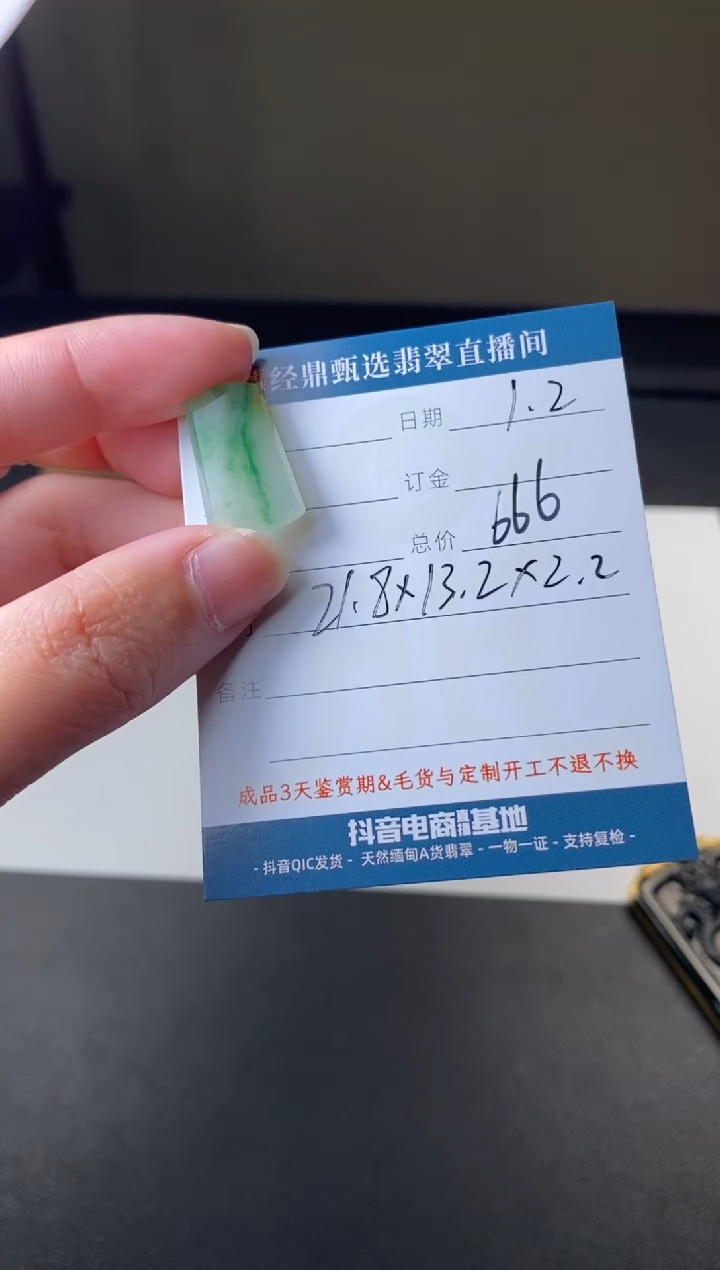 经鼎甄选翡翠直播间
日期 1.2
订金
总价 666
21.8×13.2×2.2
备注
成品3天鉴赏期&毛货与定制开工不退不换
抖音电商基地
- 抖音QIC发货 - 天然缅甸A货翡翠 - 一物一证 - 支持复检 -